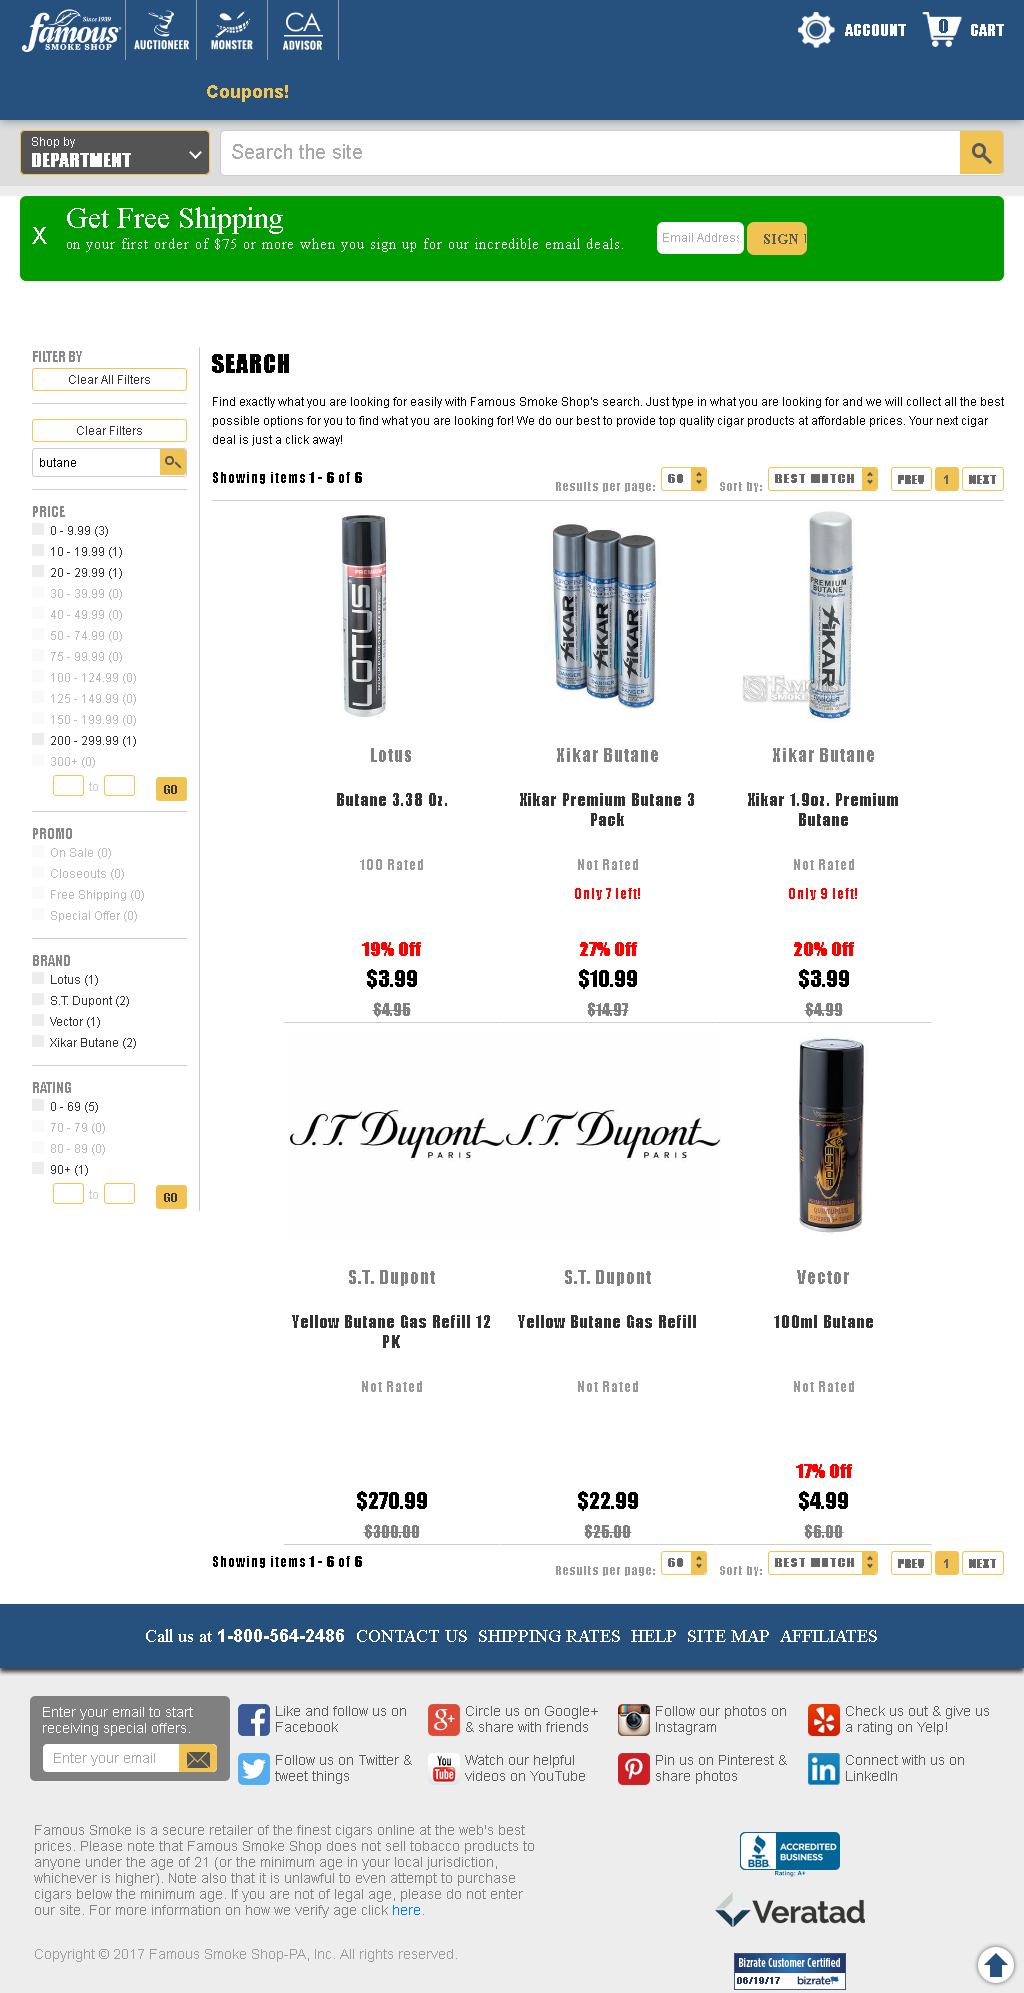 Since 1939
famous
SMOKE SHOP
AUCTIONEER
MONSTER
CA
ADVISOR
ACCOUNT
0
CART
Coupons!
Shop by
DEPARTMENT
Search the site
X
Get Free Shipping
on your first order of $75 or more when you sign up for our incredible email deals.
Email Address
SIGN
FILTER BY
Clear All Filters
Clear Filters
butane
PRICE
0 - 9.99 (3)
10 - 19.99 (1)
20 - 29.99 (1)
30 - 39.99 (0)
40 - 49.99 (0)
50 - 74.99 (0)
75 - 99.99 (0)
100 - 124.99 (0)
125 - 149.99 (0)
150 - 199.99 (0)
200 - 299.99 (1)
300+ (0)
to
GO
PROMO
On Sale (0)
Closeouts (0)
Free Shipping (0)
Special Offer (0)
BRAND
Lotus (1)
S.T. Dupont (2)
Vector (1)
Xikar Butane (2)
RATING
0 - 69 (5)
70 - 79 (0)
80 - 89 (0)
90+ (1)
to
GO
SEARCH
Find exactly what you are looking for easily with Famous Smoke Shop's search. Just type in what you are looking for and we will collect all the best
possible options for you to find what you are looking for! We do our best to provide top quality cigar products at affordable prices. Your next cigar
deal is just a click away!
Showing items 1 - 6 of 6
Results per page: 60
Sort by: BEST MATCH
PREV 1 NEXT
PREMIUM
LOTUS
PUROFINE
XIKAR
XIKAR
XIKAR
DANGER
DANGER
DANGER
PREMIUM
BUTANE
XIKAR
FAMOUS
SMOKE
DANGER
Lotus
Butane 3.38 Oz.
100 Rated
19% Off
$3.99
$4.95
Xikar Butane
Xikar Premium Butane 3
Pack
Not Rated
Only 7 left!
27% Off
$10.99
$14.97
Xikar Butane
Xikar 1.9oz. Premium
Butane
Not Rated
Only 9 left!
20% Off
$3.99
$4.99
S.T. Dupont
PARIS
S.T. Dupont
PARIS
VECTOR
QUINTUPLUS
S.T. Dupont
Yellow Butane Gas Refill 12
PK
Not Rated
$270.99
$300.00
S.T. Dupont
Yellow Butane Gas Refill
Not Rated
$22.99
$25.00
Vector
100ml Butane
Not Rated
17% Off
$4.99
$6.00
Showing items 1 - 6 of 6
Results per page: 60
Sort by: BEST MATCH
PREV 1 NEXT
Call us at 1-800-564-2486 CONTACT US SHIPPING RATES HELP SITE MAP AFFILIATES
Enter your email to start
receiving special offers.
Enter your email
Like and follow us on
Facebook
Circle us on Google+
& share with friends
Follow our photos on
Instagram
Check us out & give us
a rating on Yelp!
Follow us on Twitter &
tweet things
You
Tube
Watch our helpful
videos on YouTube
Pin us on Pinterest &
share photos
in
Connect with us on
LinkedIn
Famous Smoke is a secure retailer of the finest cigars online at the web's best
prices. Please note that Famous Smoke Shop does not sell tobacco products to
anyone under the age of 21 (or the minimum age in your local jurisdiction,
whichever is higher). Note also that it is unlawful to even attempt to purchase
cigars below the minimum age. If you are not of legal age, please do not enter
our site. For more information on how we verify age click here.
Copyright © 2017 Famous Smoke Shop-PA, Inc. All rights reserved.
BBB
ACCREDITED
BUSINESS
Rating: A+
Veratad
Bizrate Customer Certified
06/19/17 bizrate